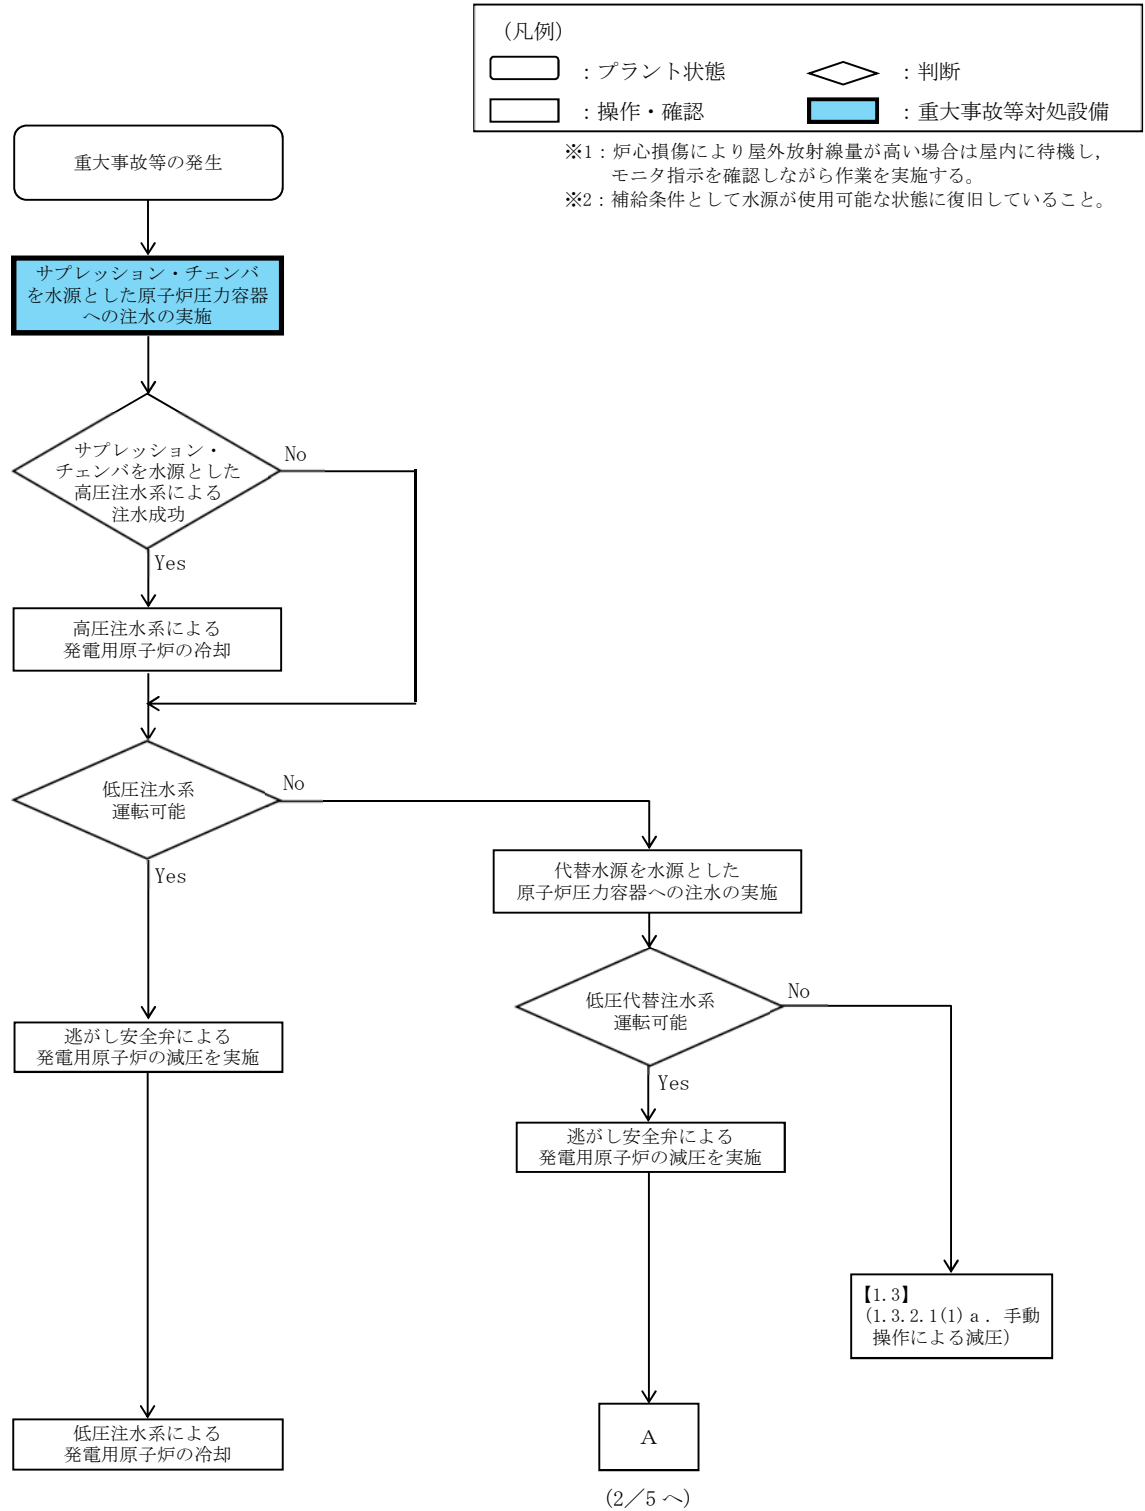 （凡例）
：プラント状態
：判断
：操作・確認
：重大事故等対処設備
※1：炉心損傷により屋外放射線量が高い場合は屋内に待機し，
モニタ指示を確認しながら作業を実施する。
※2：補給条件として水源が使用可能な状態に復旧していること。
重大事故等の発生
サプレッション・チェンバ
を水源とした原子炉圧力容器
への注水の実施
サプレッション・
チェンバを水源とした
高圧注水系による
注水成功
No
Yes
高圧注水系による
発電用原子炉の冷却
低圧注水系
運転可能
No
Yes
代替水源を水源とした
原子炉圧力容器への注水の実施
低圧代替注水系
運転可能
No
Yes
逃がし安全弁による
発電用原子炉の減圧を実施
逃がし安全弁による
発電用原子炉の減圧を実施
【1.3】
(1.3.2.1(1)ａ．手動
操作による減圧)
低圧注水系による
発電用原子炉の冷却
Ａ
(2／5 へ)